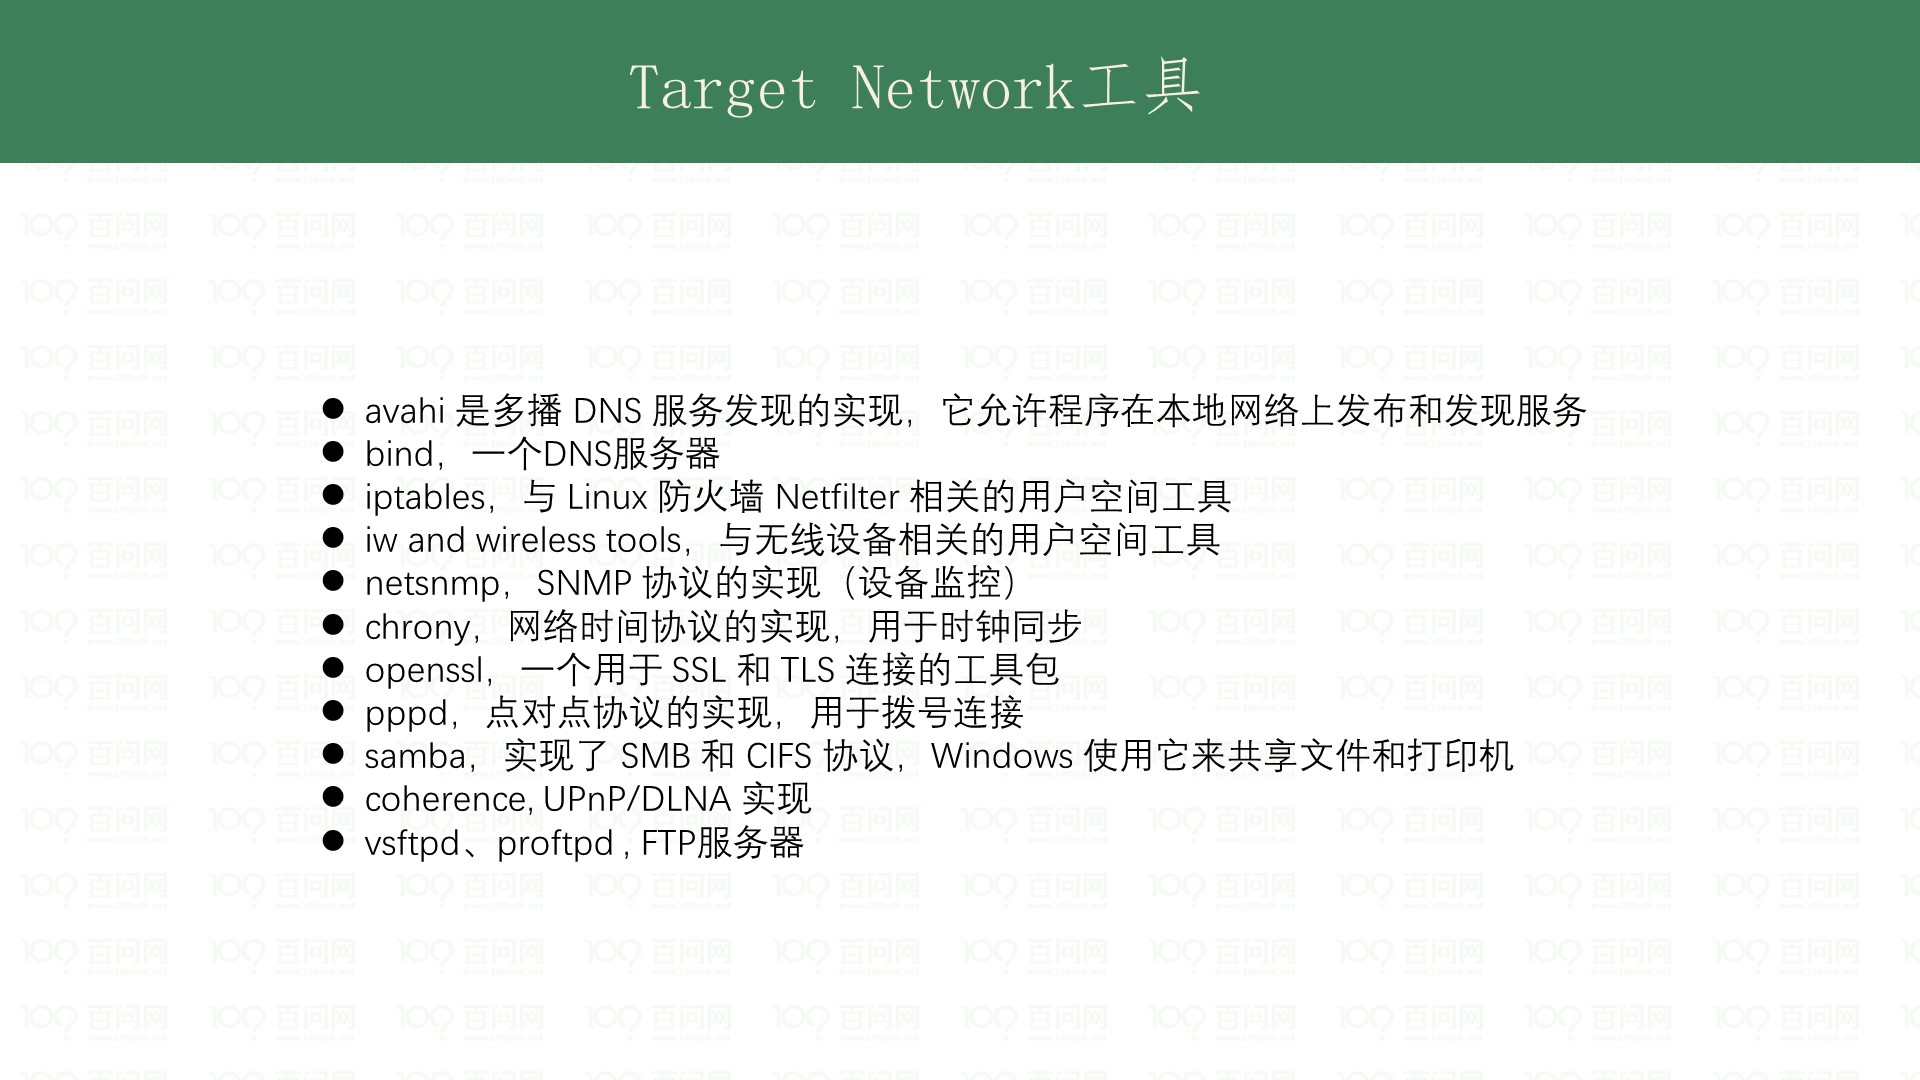 Target Network工具
● avahi 是多播 DNS 服务发现的实现，它允许程序在本地网络上发布和发现服务
● bind，一个DNS服务器
● iptables，与 Linux 防火墙 Netfilter 相关的用户空间工具
● iw and wireless tools，与无线设备相关的用户空间工具
● netsnmp，SNMP 协议的实现（设备监控）
● chrony，网络时间协议的实现，用于时钟同步
● openssl，一个用于 SSL 和 TLS 连接的工具包
● pppd，点对点协议的实现，用于拨号连接
● samba，实现了 SMB 和 CIFS 协议，Windows 使用它来共享文件和打印机
● coherence, UPnP/DLNA 实现
● vsftpd、proftpd , FTP服务器
百问网
www.100ask.net